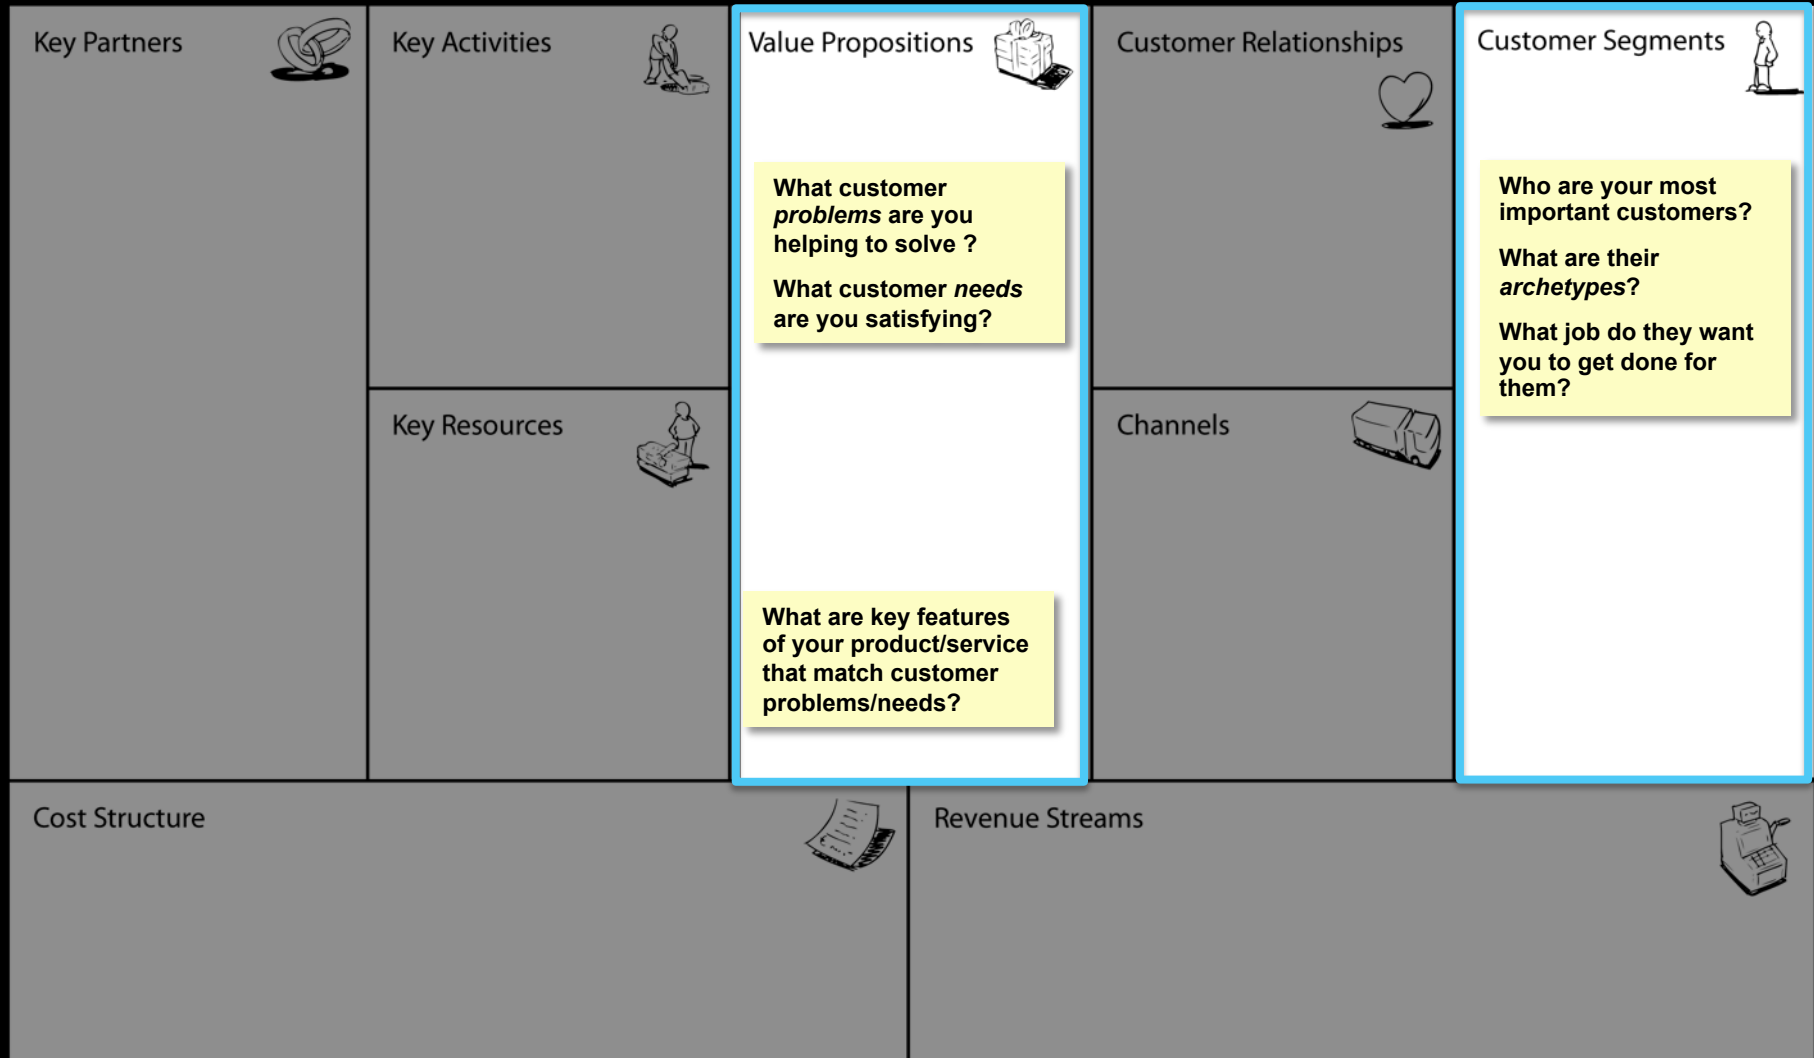 Key Partners
Key Activities
Value Propositions
What customer
problems are you
helping to solve ?
What customer needs
are you satisfying?
What are key features
of your product/service
that match customer
problems/needs?
Customer Relationships
Customer Segments
Who are your most
important customers?
What are their
archetypes?
What job do they want
you to get done for
them?
Key Resources
Channels
Cost Structure
Revenue Streams